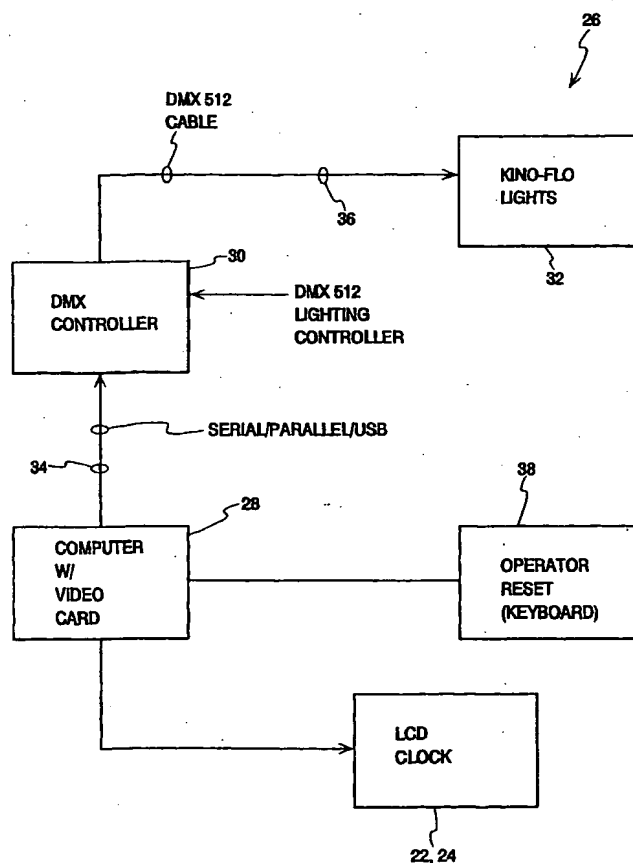 26
DMX 512
CABLE
KINO-FLO
LIGHTS
36
30
32
DMX
CONTROLLER
DMX 512
LIGHTING
CONTROLLER
SERIAL/PARALLEL/USB
34
28
38
COMPUTER
W/
VIDEO
CARD
OPERATOR
RESET
(KEYBOARD)
LCD
CLOCK
22, 24